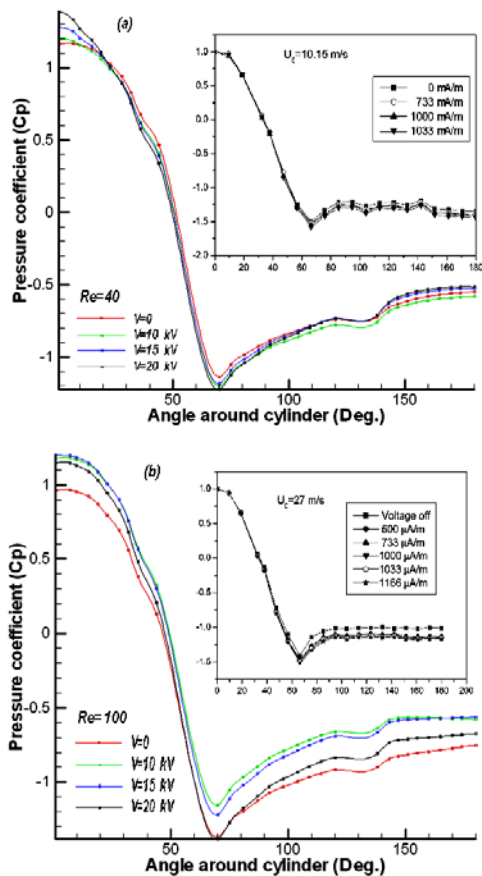 (a)
Pressure coefficient (Cp)
1
0.5
0
-0.5
-1
50
100
150
Angle around cylinder (Deg.)
Re=40
V=0
V=10 kV
V=15 kV
V=20 kV
U0=10.15 m/s
0 mA/m
733 mA/m
1000 mA/m
1033 mA/m
1.0
0.5
0.0
-0.5
-1.0
-1.5
-2.0
0 20 40 60 80 100 120 140 160 180
(b)
Pressure coefficient (Cp)
1
0.5
0
-0.5
-1
50
100
150
Angle around cylinder (Deg.)
Re=100
V=0
V=10 kV
V=15 kV
V=20 kV
U0=27 m/s
Voltage off
600 µA/m
733 µA/m
1000 µA/m
1033 µA/m
1166 µA/m
1.0
0.5
0.0
-0.5
-1.0
-1.5
0 20 40 60 80 100 120 140 160 180 200